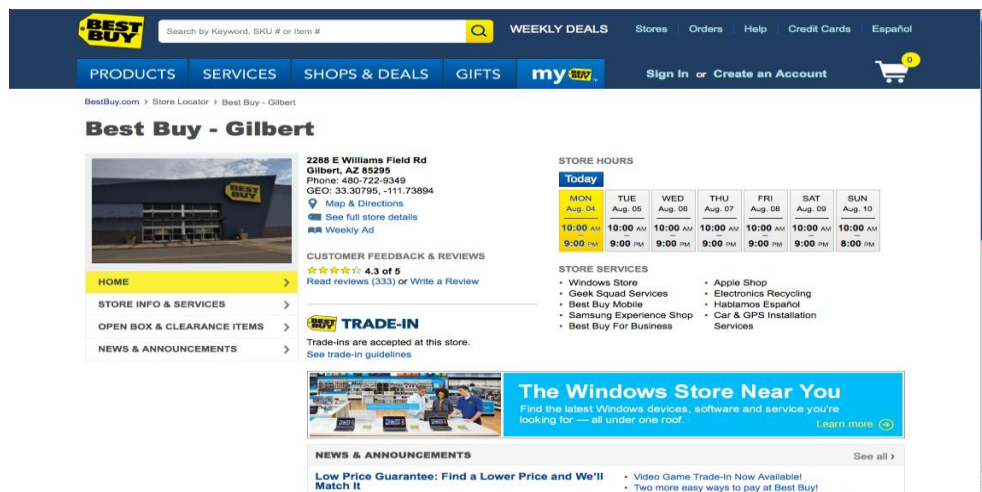 BEST BUY
Search by Keyword, SKU # or Item #
WEEKLY DEALS
Stores
Orders
Help
Credit Cards
Español
PRODUCTS
SERVICES
SHOPS & DEALS
GIFTS
my BEST BUY™
Sign In or Create an Account
0
BestBuy.com › Store Locator › Best Buy - Gilbert
Best Buy - Gilbert
BEST BUY
HOME
STORE INFO & SERVICES
OPEN BOX & CLEARANCE ITEMS
NEWS & ANNOUNCEMENTS
2288 E Williams Field Rd
Gilbert, AZ 85295
Phone: 480-722-9349
GEO: 33.30795, -111.73894
Map & Directions
See full store details
Weekly Ad
CUSTOMER FEEDBACK & REVIEWS
4.3 of 5
Read reviews (333) or Write a Review
BEST BUY TRADE-IN
Trade-ins are accepted at this store.
See trade-in guidelines
STORE HOURS
Today
MON TUE WED THU FRI SAT SUN
Aug. 04 Aug. 05 Aug. 06 Aug. 07 Aug. 08 Aug. 09 Aug. 10
10:00 AM 10:00 AM 10:00 AM 10:00 AM 10:00 AM 10:00 AM 10:00 AM
– – – – – – –
9:00 PM 9:00 PM 9:00 PM 9:00 PM 9:00 PM 9:00 PM 8:00 PM
STORE SERVICES
• Windows Store
• Geek Squad Services
• Best Buy Mobile
• Samsung Experience Shop
• Best Buy For Business
• Apple Shop
• Electronics Recycling
• Hablamos Español
• Car & GPS Installation
Services
The Windows Store Near You
Find the latest Windows devices, software and service you're
looking for — all under one roof.
Learn more
NEWS & ANNOUNCEMENTS
See all ›
Low Price Guarantee: Find a Lower Price and We'll
Match It
• Video Game Trade-In Now Available!
• Two more easy ways to pay at Best Buy!